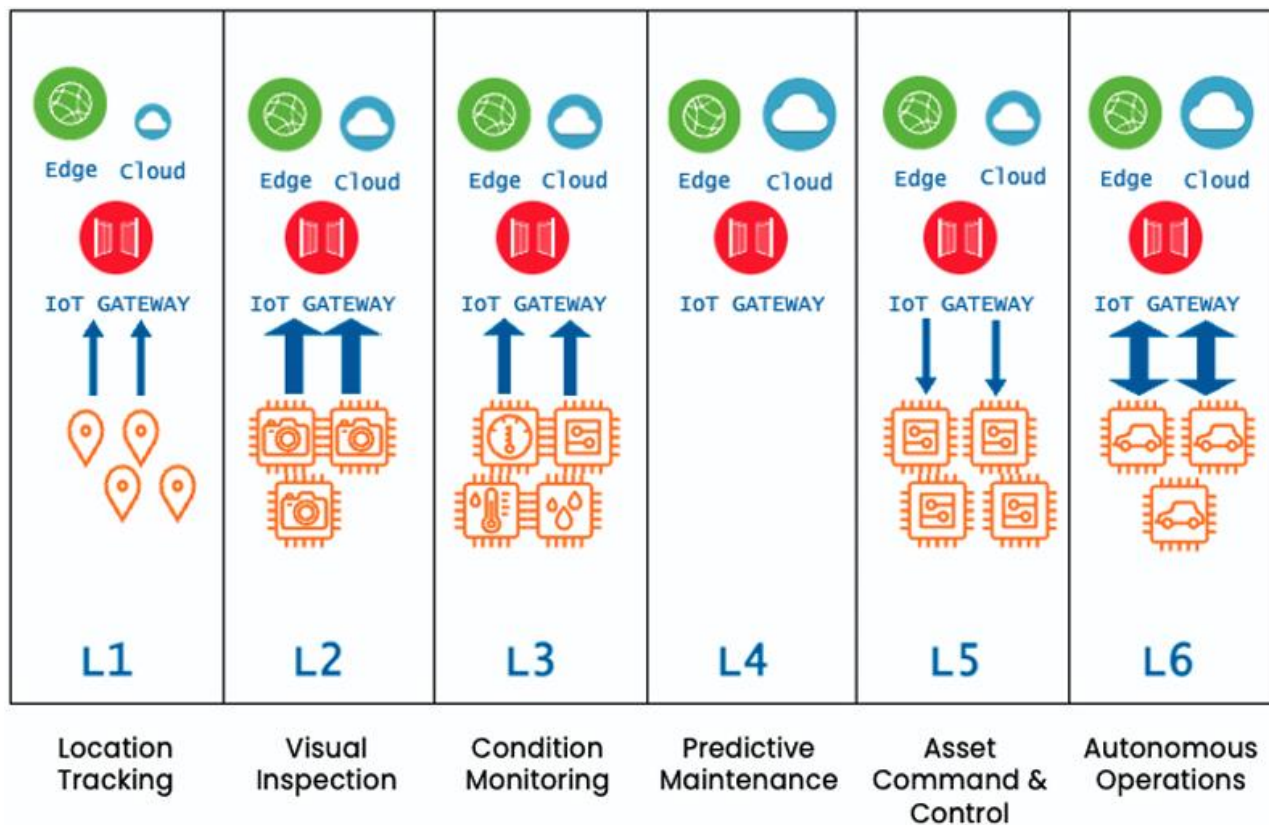 Edge Cloud
IoT GATEWAY
L1
Location
Tracking
Edge Cloud
IoT GATEWAY
L2
Visual
Inspection
Edge Cloud
IoT GATEWAY
L3
Condition
Monitoring
Edge Cloud
IoT GATEWAY
L4
Predictive
Maintenance
Edge Cloud
IoT GATEWAY
L5
Asset
Command &
Control
Edge Cloud
IoT GATEWAY
L6
Autonomous
Operations